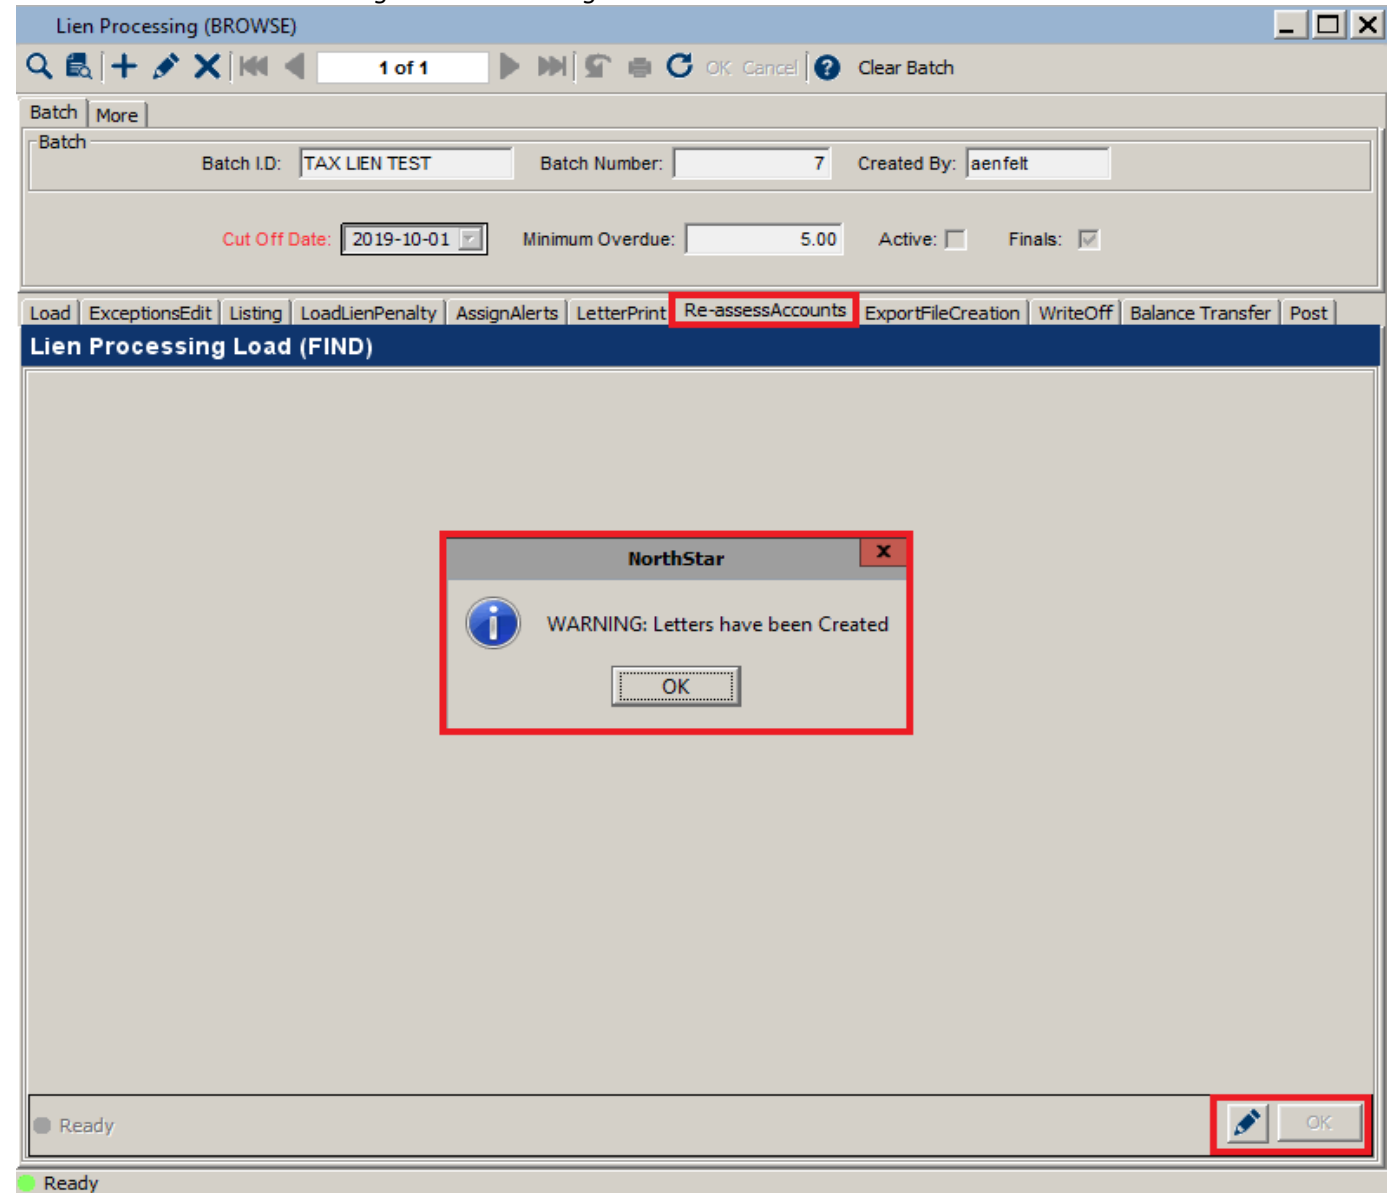 Lien Processing (BROWSE)
1 of 1 OK Cancel ? Clear Batch
Batch More
Batch
Batch I.D: TAX LIEN TEST Batch Number: 7 Created By: aenfelt
Cut Off Date: 2019-10-01 Minimum Overdue: 5.00 Active: Finals:
Load ExceptionsEdit Listing LoadLienPenalty AssignAlerts LetterPrint Re-assessAccounts ExportFileCreation WriteOff Balance Transfer Post
Lien Processing Load (FIND)
NorthStar x
i WARNING: Letters have been Created
OK
Ready OK
Ready